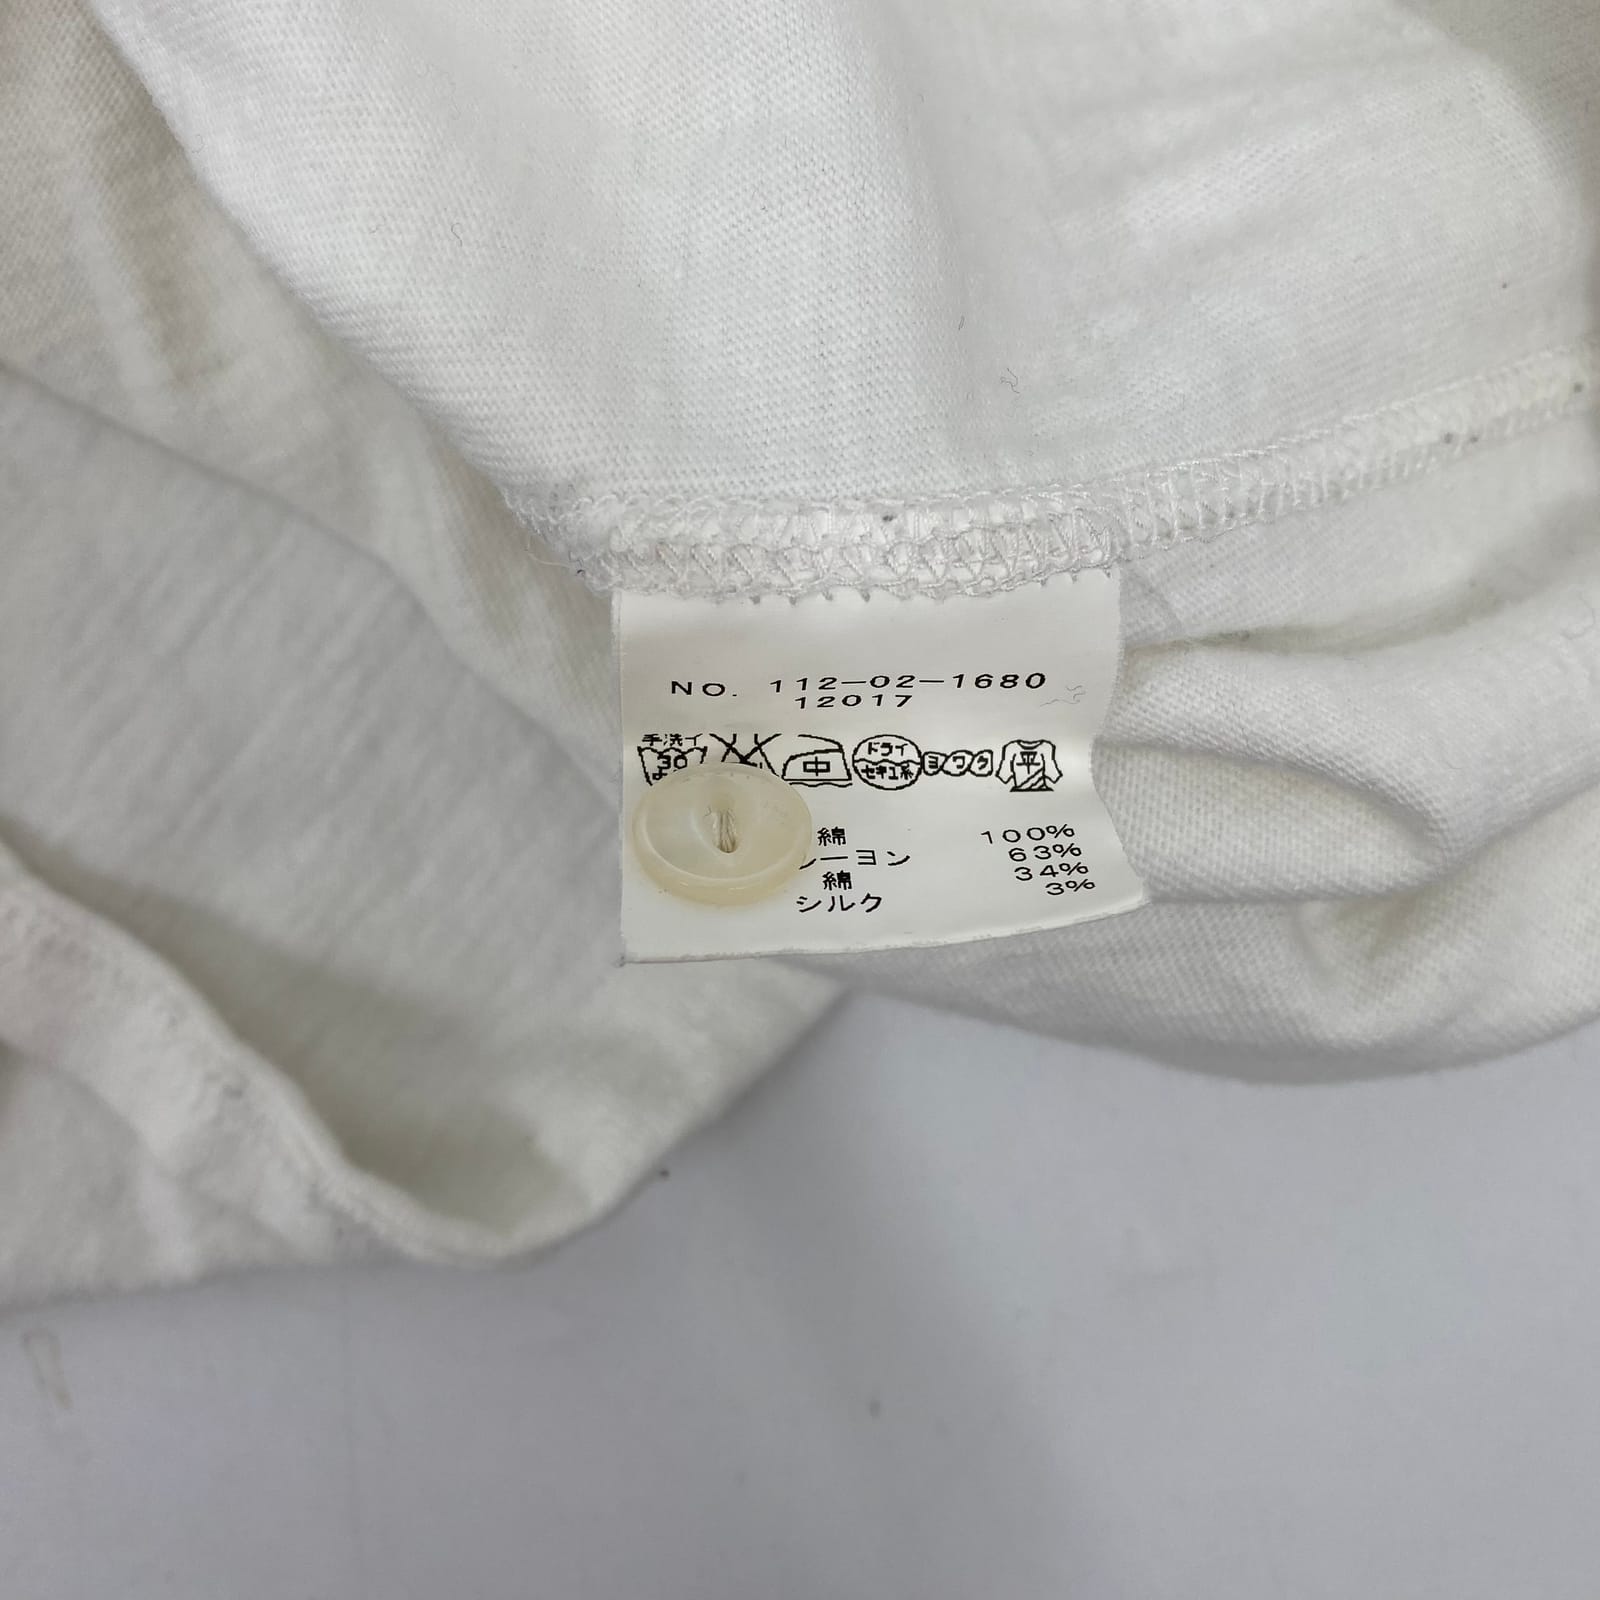 NO. 112-02-1680
12017
手洗イ
30
中
ドライ
セキユ系
ヨワク
平
綿 100%
ーヨン 63%
綿 34%
シルク 3%